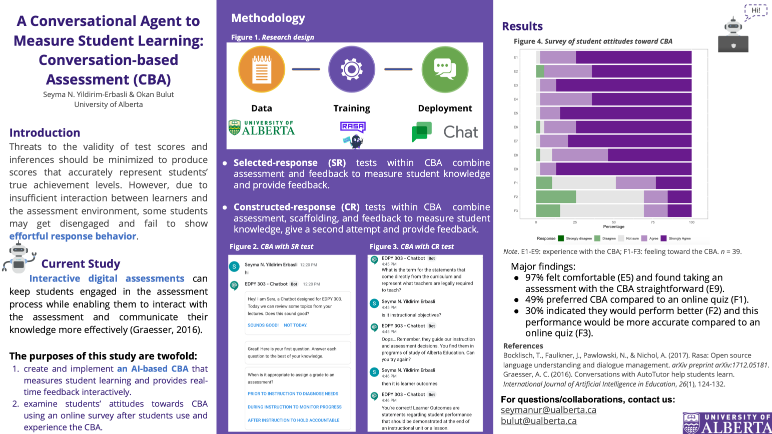 A Conversational Agent to
Measure Student Learning:
Conversation-based
Assessment (CBA)
Seyma N. Yildirim-Erbasli & Okan Bulut
University of Alberta
Introduction
Threats to the validity of test scores and
inferences should be minimized to produce
scores that accurately represent students'
true achievement levels. However, due to
insufficient interaction between learners and
the assessment environment, some students
may get disengaged and fail to show
effortful response behavior.
Current Study
Interactive digital assessments can
keep students engaged in the assessment
process while enabling them to interact with
the assessment and communicate their
knowledge more effectively (Graesser, 2016).
The purposes of this study are twofold:
1. create and implement an AI-based CBA that
measures student learning and provides real-
time feedback interactively.
2. examine students' attitudes towards CBA
using an online survey after students use and
experience the CBA.
Methodology
Figure 1. Research design
Data
Training
Deployment
UNIVERSITY OF
ALBERTA
RASA
Chat
● Selected-response (SR) tests within CBA combine
assessment and feedback to measure student knowledge
and provide feedback.
● Constructed-response (CR) tests within CBA combine
assessment, scaffolding, and feedback to measure student
knowledge, give a second attempt and provide feedback.
Figure 2. CBA with SR test
S
Seyma N. Yildirim Erbasli 12:29 PM
hi
EDPY 303 - Chatbot Bot 12:29 PM
Hey! I am Sara, a Chatbot designed for EDPY 303.
Today we can review some topics from your
lectures. Does this sound good?
SOUNDS GOOD! NOT TODAY
Great! Here is your first question. Answer each
question to the best of your knowledge.
When is it appropriate to assign a grade to an
assessment?
PRIOR TO INSTRUCTION TO DIAGNOSE NEEDS
DURING INSTRUCTION TO MONITOR PROGRESS
AFTER INSTRUCTION TO HOLD ACCOUNTABLE
Figure 3. CBA with CR test
EDPY 303 - Chatbot Bot
4:45 PM
What is the term for the statements that
come directly from the curriculum and
represent what teachers are legally required
to teach?
S
Seyma N. Yildirim Erbasli
is it instructional objectives?
EDPY 303 - Chatbot Bot
Oops... Remember they guide our instruction
and assessment decisions. You find them in
programs of study of Alberta Education. Can
you try again?
S
Seyma N. Yildirim Erbasli
4:46 PM
then it is learner outcomes
EDPY 303 - Chatbot Bot
4:46 PM
You're correct! Learner Outcomes are
statements regarding student performance
that should be demonstrated at the end of
an instructional unit or a lesson
Hi!
Results
Figure 4. Survey of student attitudes toward CBA
E1
E2
E3
E4
E5
E6
E7
E8
E9
F1
F2
F3
0 25 50 75 100
Percentage
Response Strongly disagree Disagree Not sure Agree Strongly Agree
Note. E1-E9: experience with the CBA; F1-F3: feeling toward the CBA. n = 39.
Major findings:
● 97% felt comfortable (E5) and found taking an
assessment with the CBA straightforward (E9).
● 49% preferred CBA compared to an online quiz (F1).
● 30% indicated they would perform better (F2) and this
performance would be more accurate compared to an
online quiz (F3).
References
Bocklisch, T., Faulkner, J., Pawlowski, N., & Nichol, A. (2017). Rasa: Open source
language understanding and dialogue management. arXiv preprint arXiv:1712.05181.
Graesser, A. C. (2016). Conversations with AutoTutor help students learn.
International Journal of Artificial Intelligence in Education, 26(1), 124-132.
For questions/collaborations, contact us:
seymanur@ualberta.ca
bulut@ualberta.ca
UNIVERSITY OF
ALBERTA